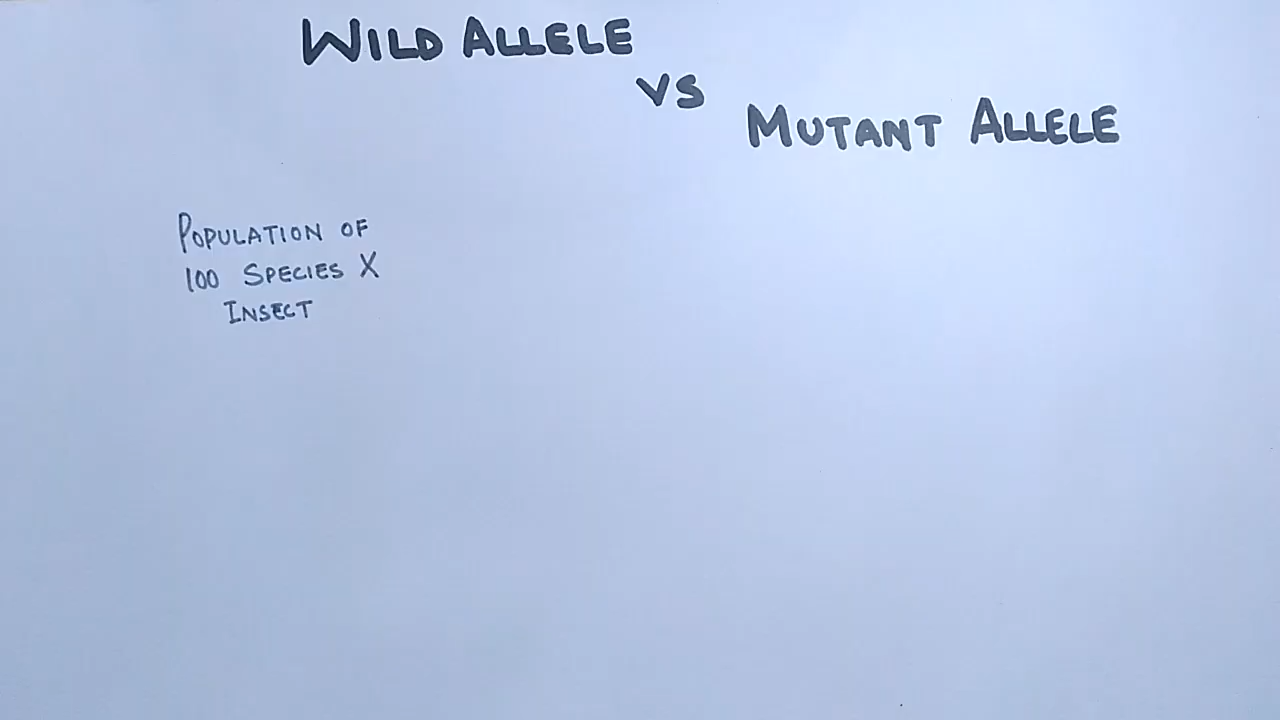 WILD ALLELE
VS
MUTANT ALLELE
POPULATION OF
100 SPECIES X
INSECT